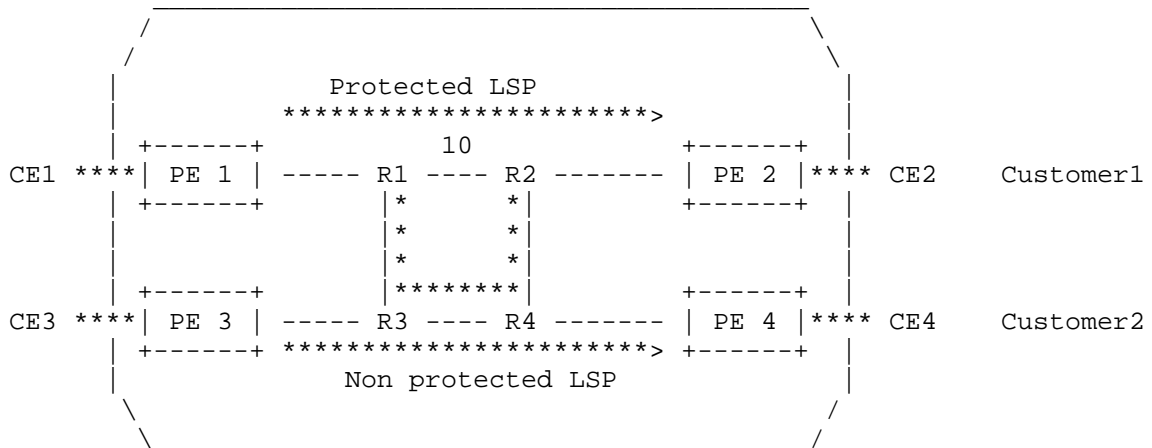 Protected LSP
10
CE1 PE 1 R1 R2 PE 2 CE2 Customer1
CE3 PE 3 R3 R4 PE 4 CE4 Customer2
Non protected LSP